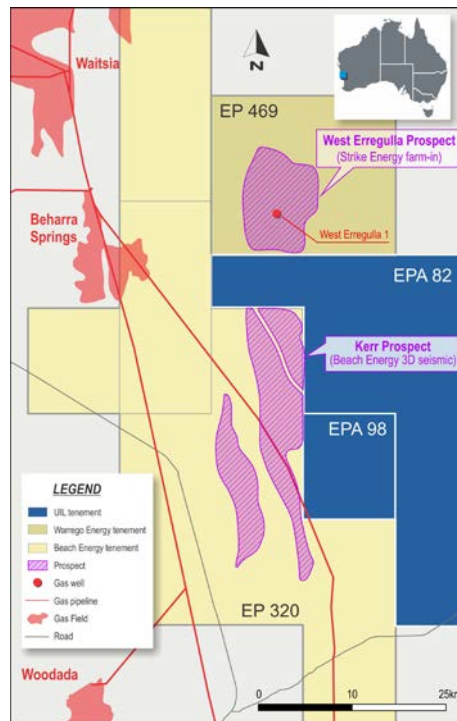 Waitsia
N
EP 469
West Erregulla Prospect
(Strike Energy farm-in)
West Erregulla 1
Beharra
Springs
EPA 82
Kerr Prospect
(Beach Energy 3D seismic)
EPA 98
LEGEND
UIL tenement
Warrego Energy tenement
Beach Energy tenement
Prospect
Gas well
Gas pipeline
Gas Field
Road
EP 320
Woodada
0 10 25km